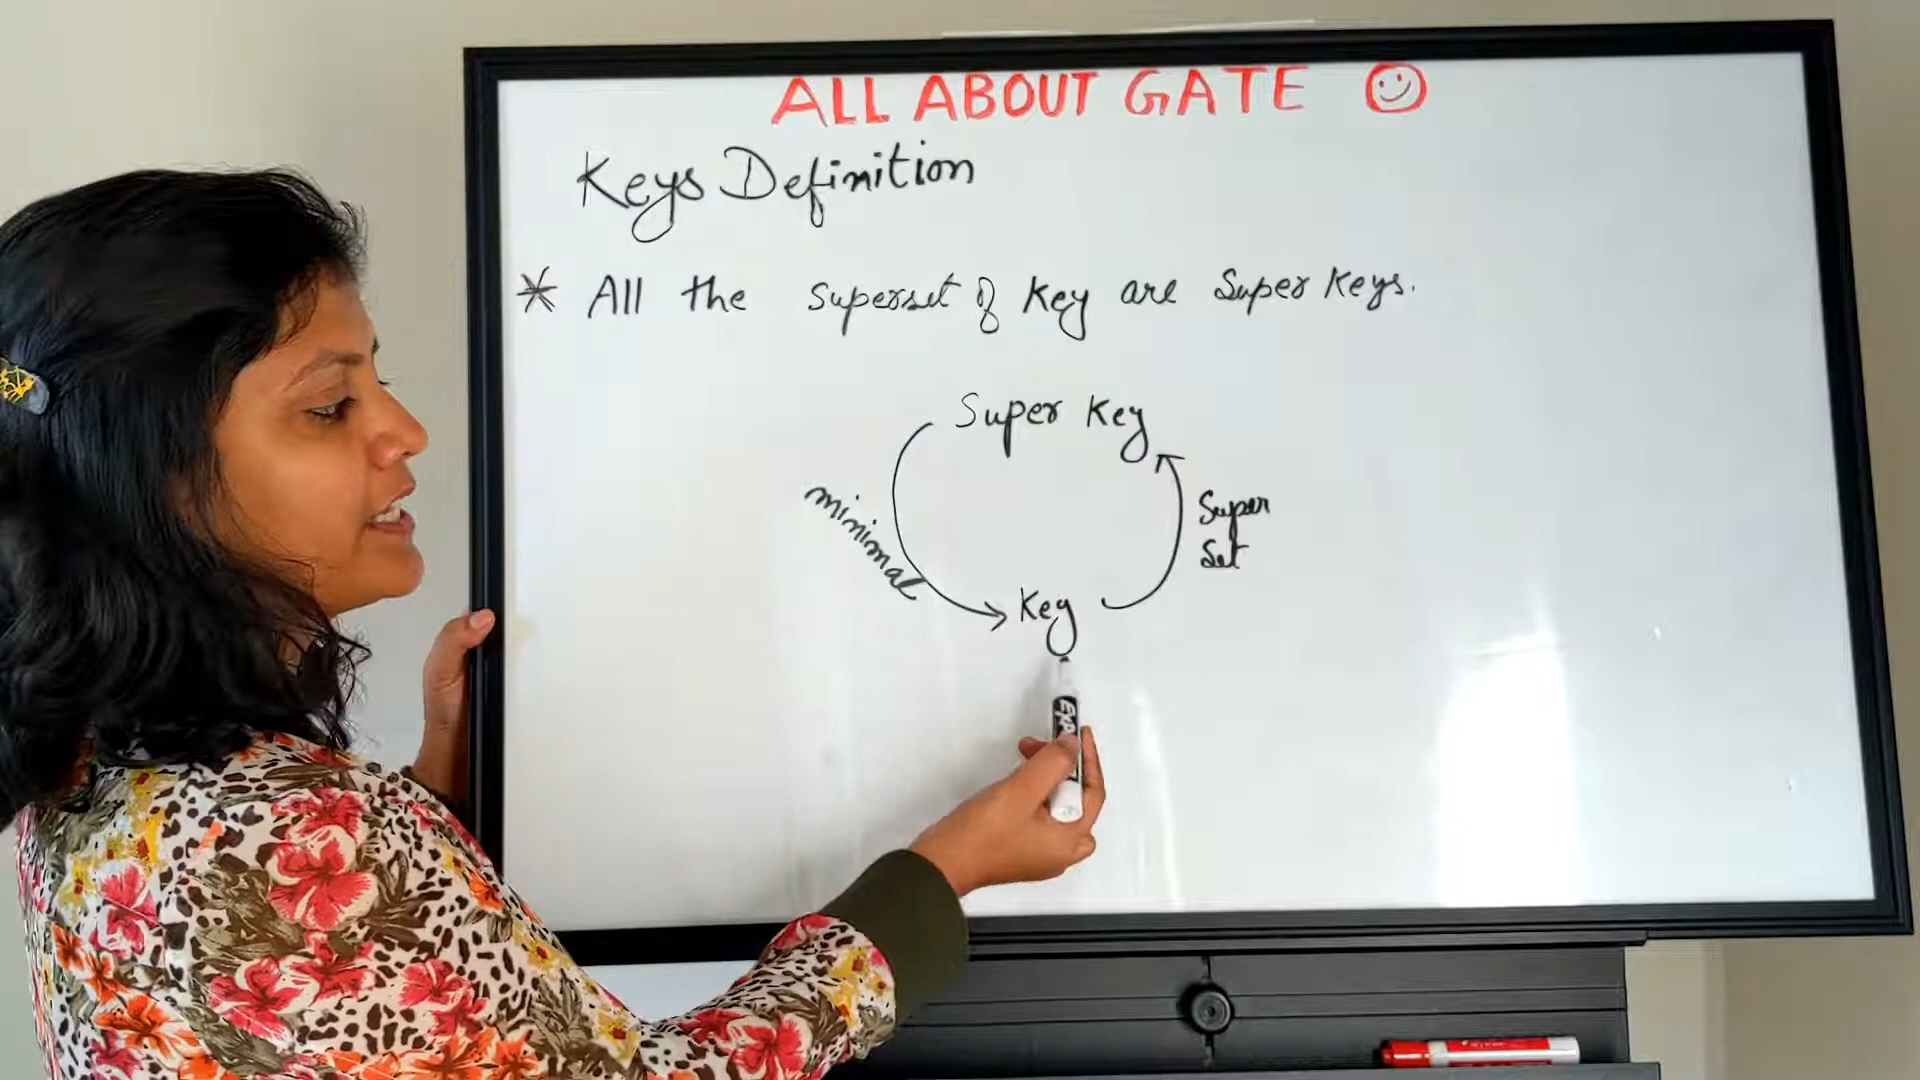 ALL ABOUT GATE
Keys Definition
* All the superset of key are Super Keys.
Super Key
minimal
Super
Set
Key